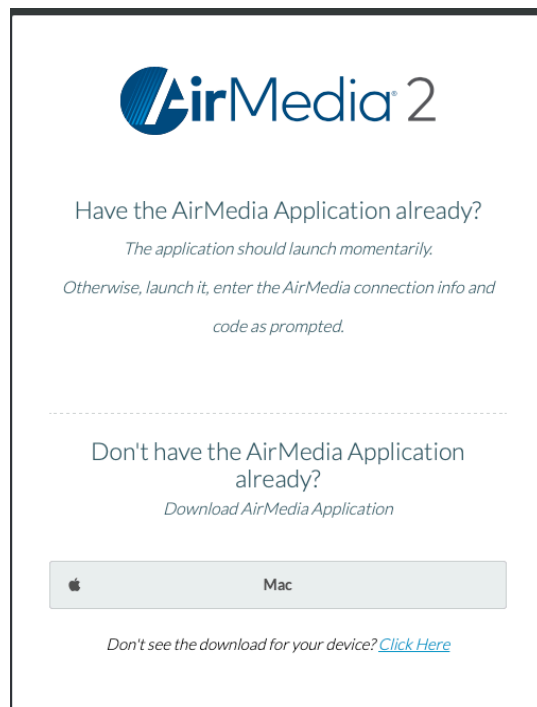 AirMedia® 2
Have the AirMedia Application already?
The application should launch momentarily.
Otherwise, launch it, enter the AirMedia connection info and
code as prompted.
Don't have the AirMedia Application
already?
Download AirMedia Application
Mac
Don't see the download for your device? Click Here